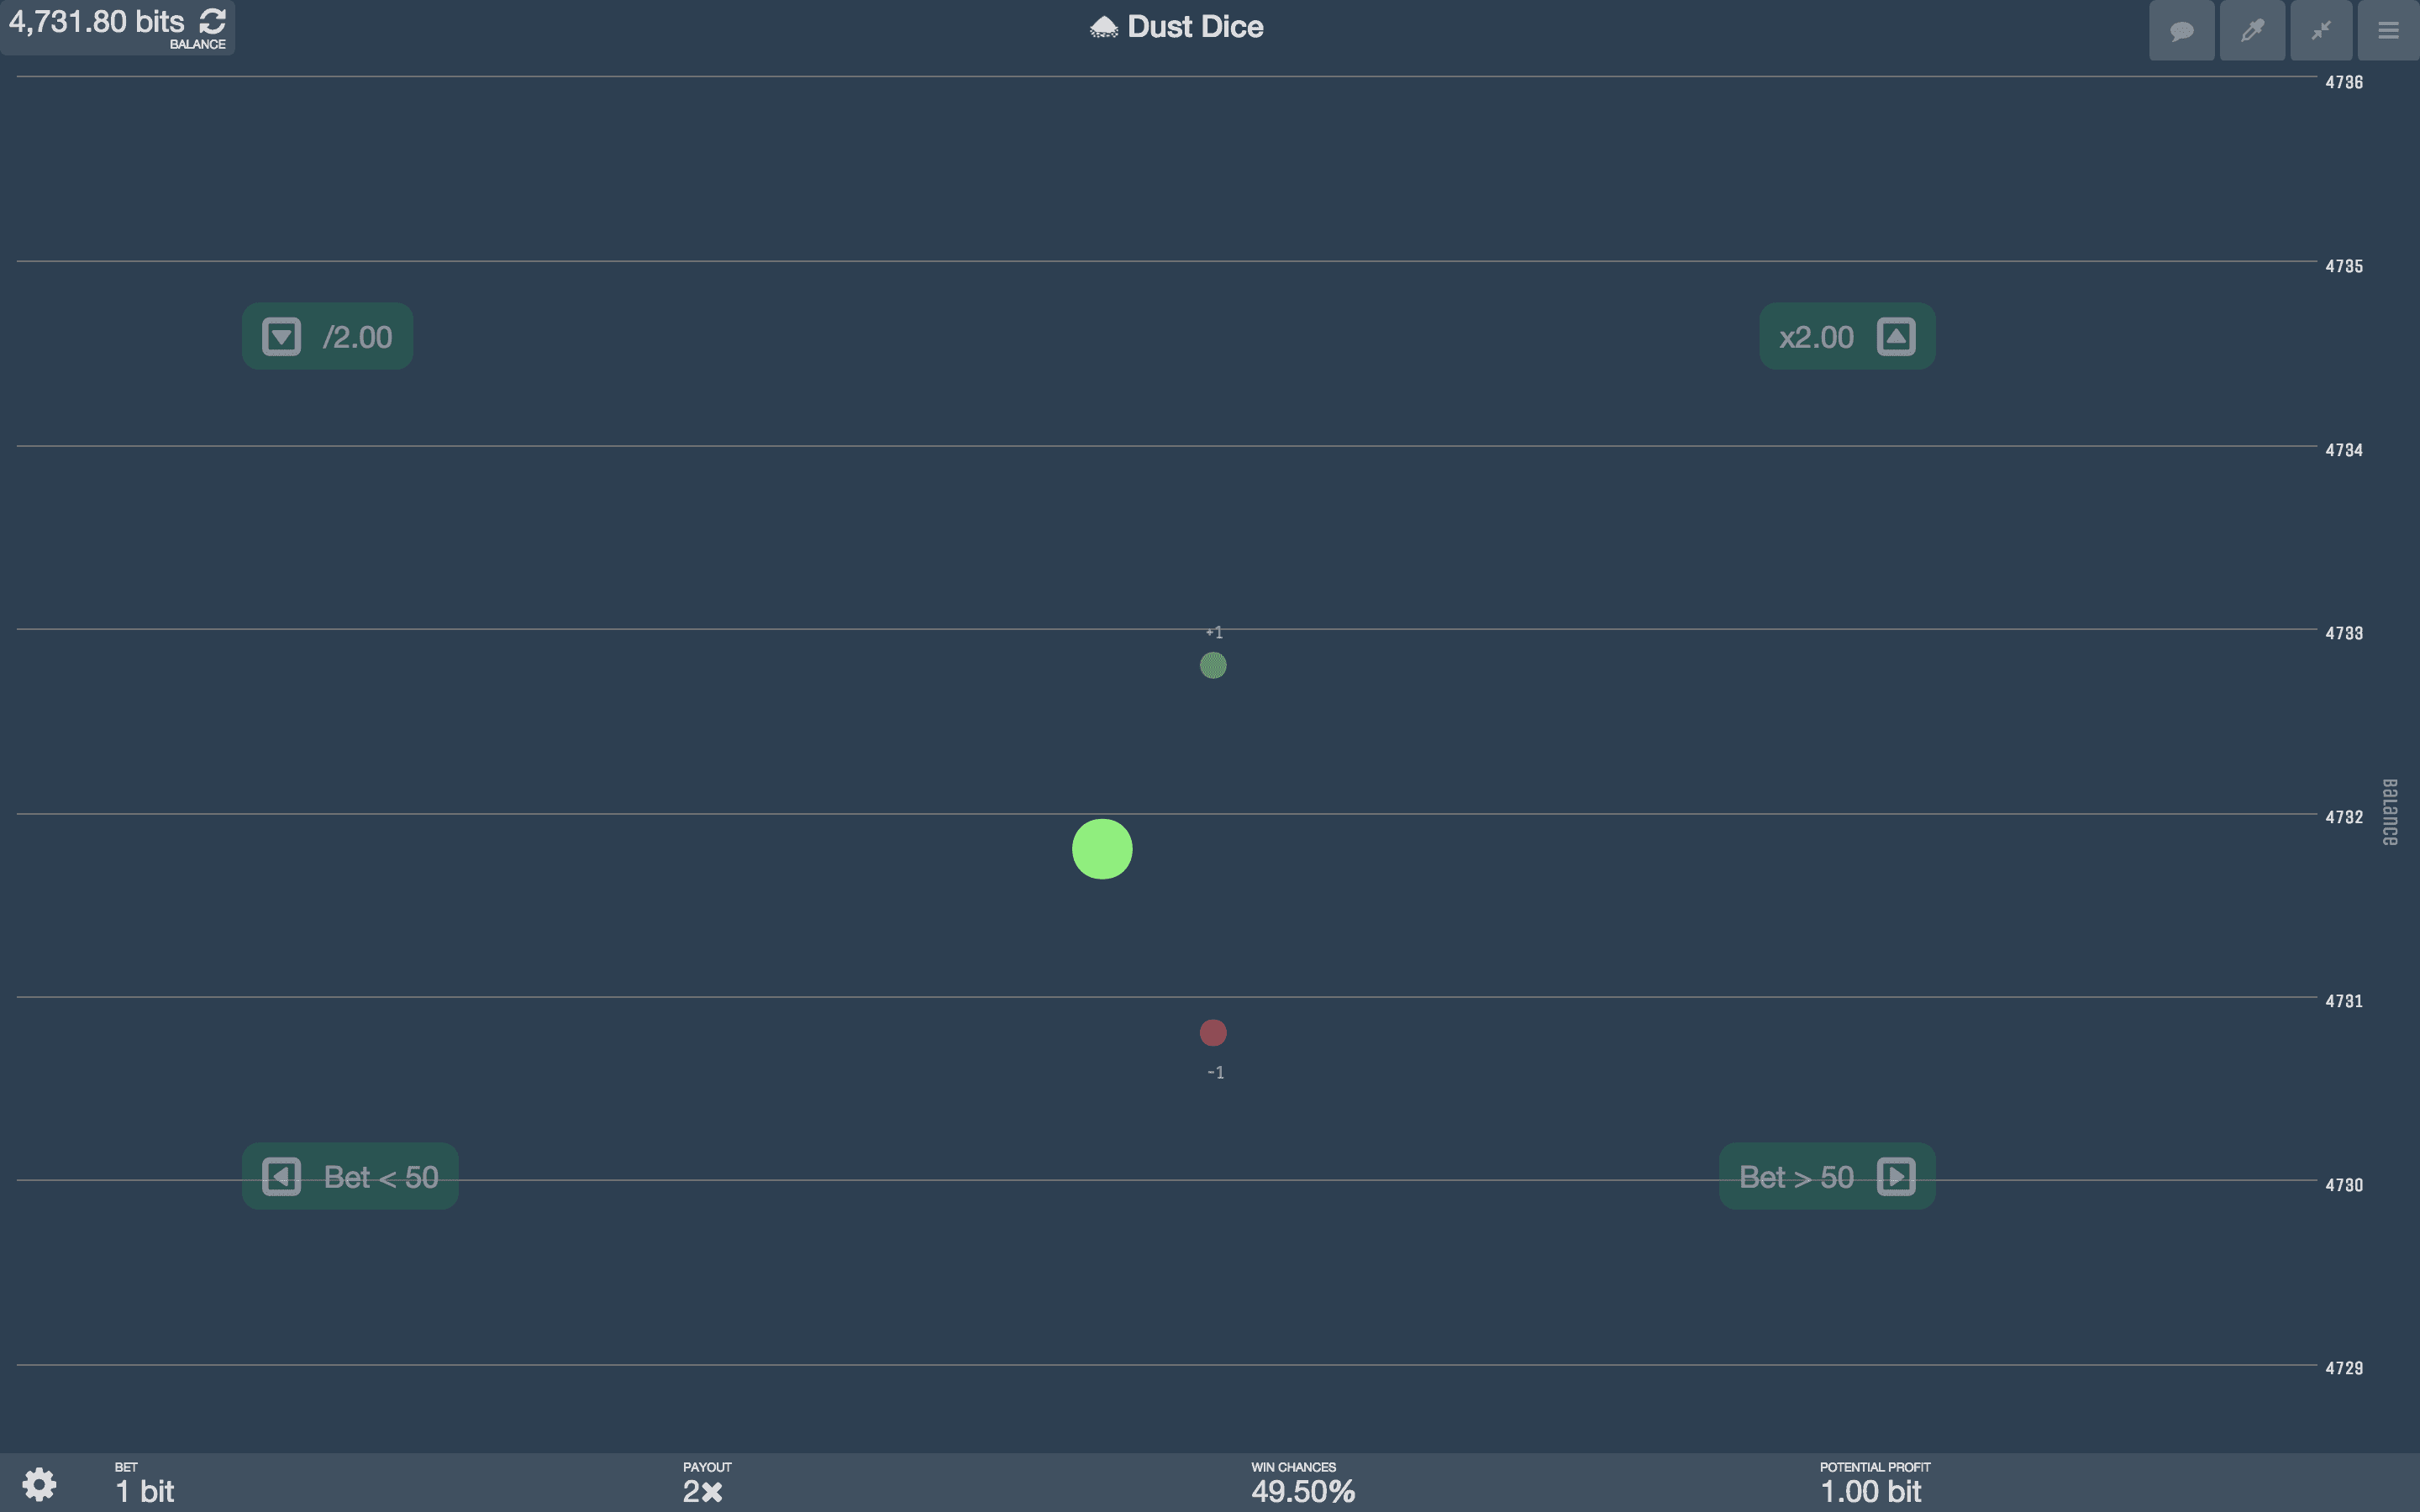 4,731.80 bits
BALANCE
Dust Dice
4736
4735
/2.00
x2.00
4734
+1
4733
4732
Balance
4731
-1
Bet < 50
Bet > 50
4730
4729
BET
1 bit
PAYOUT
2✖
WIN CHANCES
49.50%
POTENTIAL PROFIT
1.00 bit